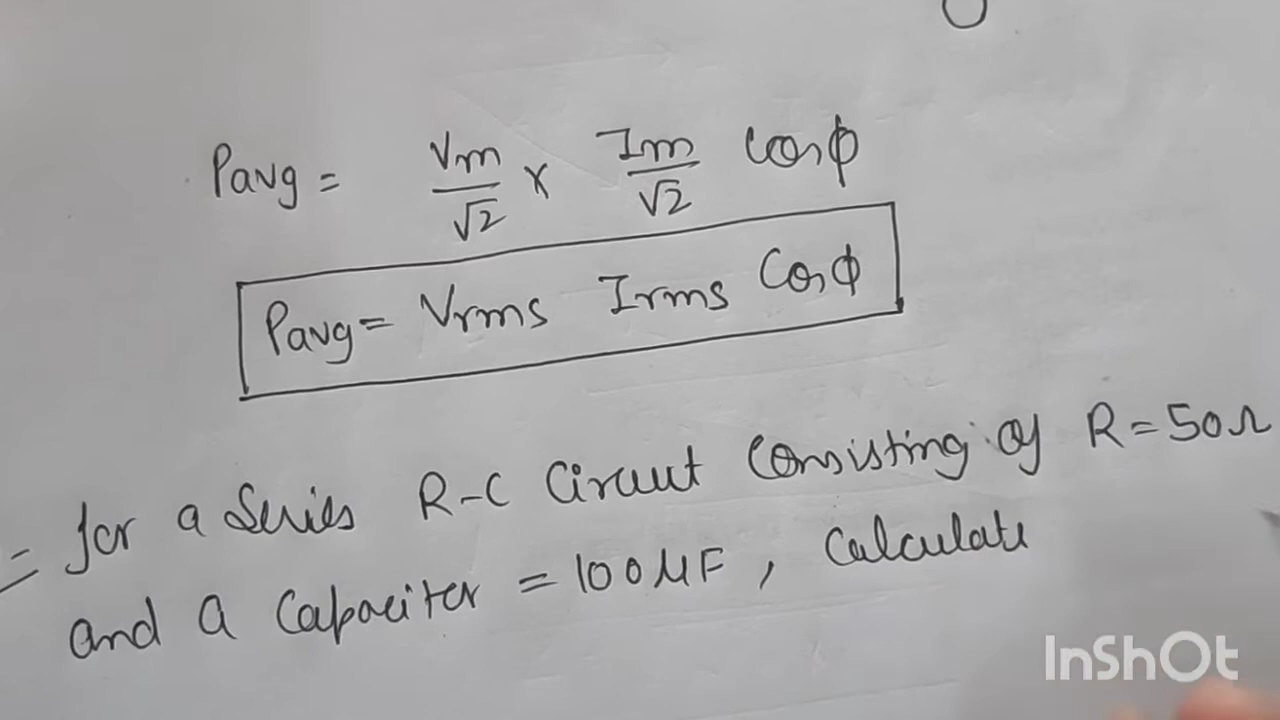 Pavg = Vm/√2 x Im/√2 Cosϕ
Pavg = Vrms Irms Cosϕ
= for a Series R-C Circuit Consisting of R=50Ω
and a Capaciter = 100μF, Calculate
InShOt